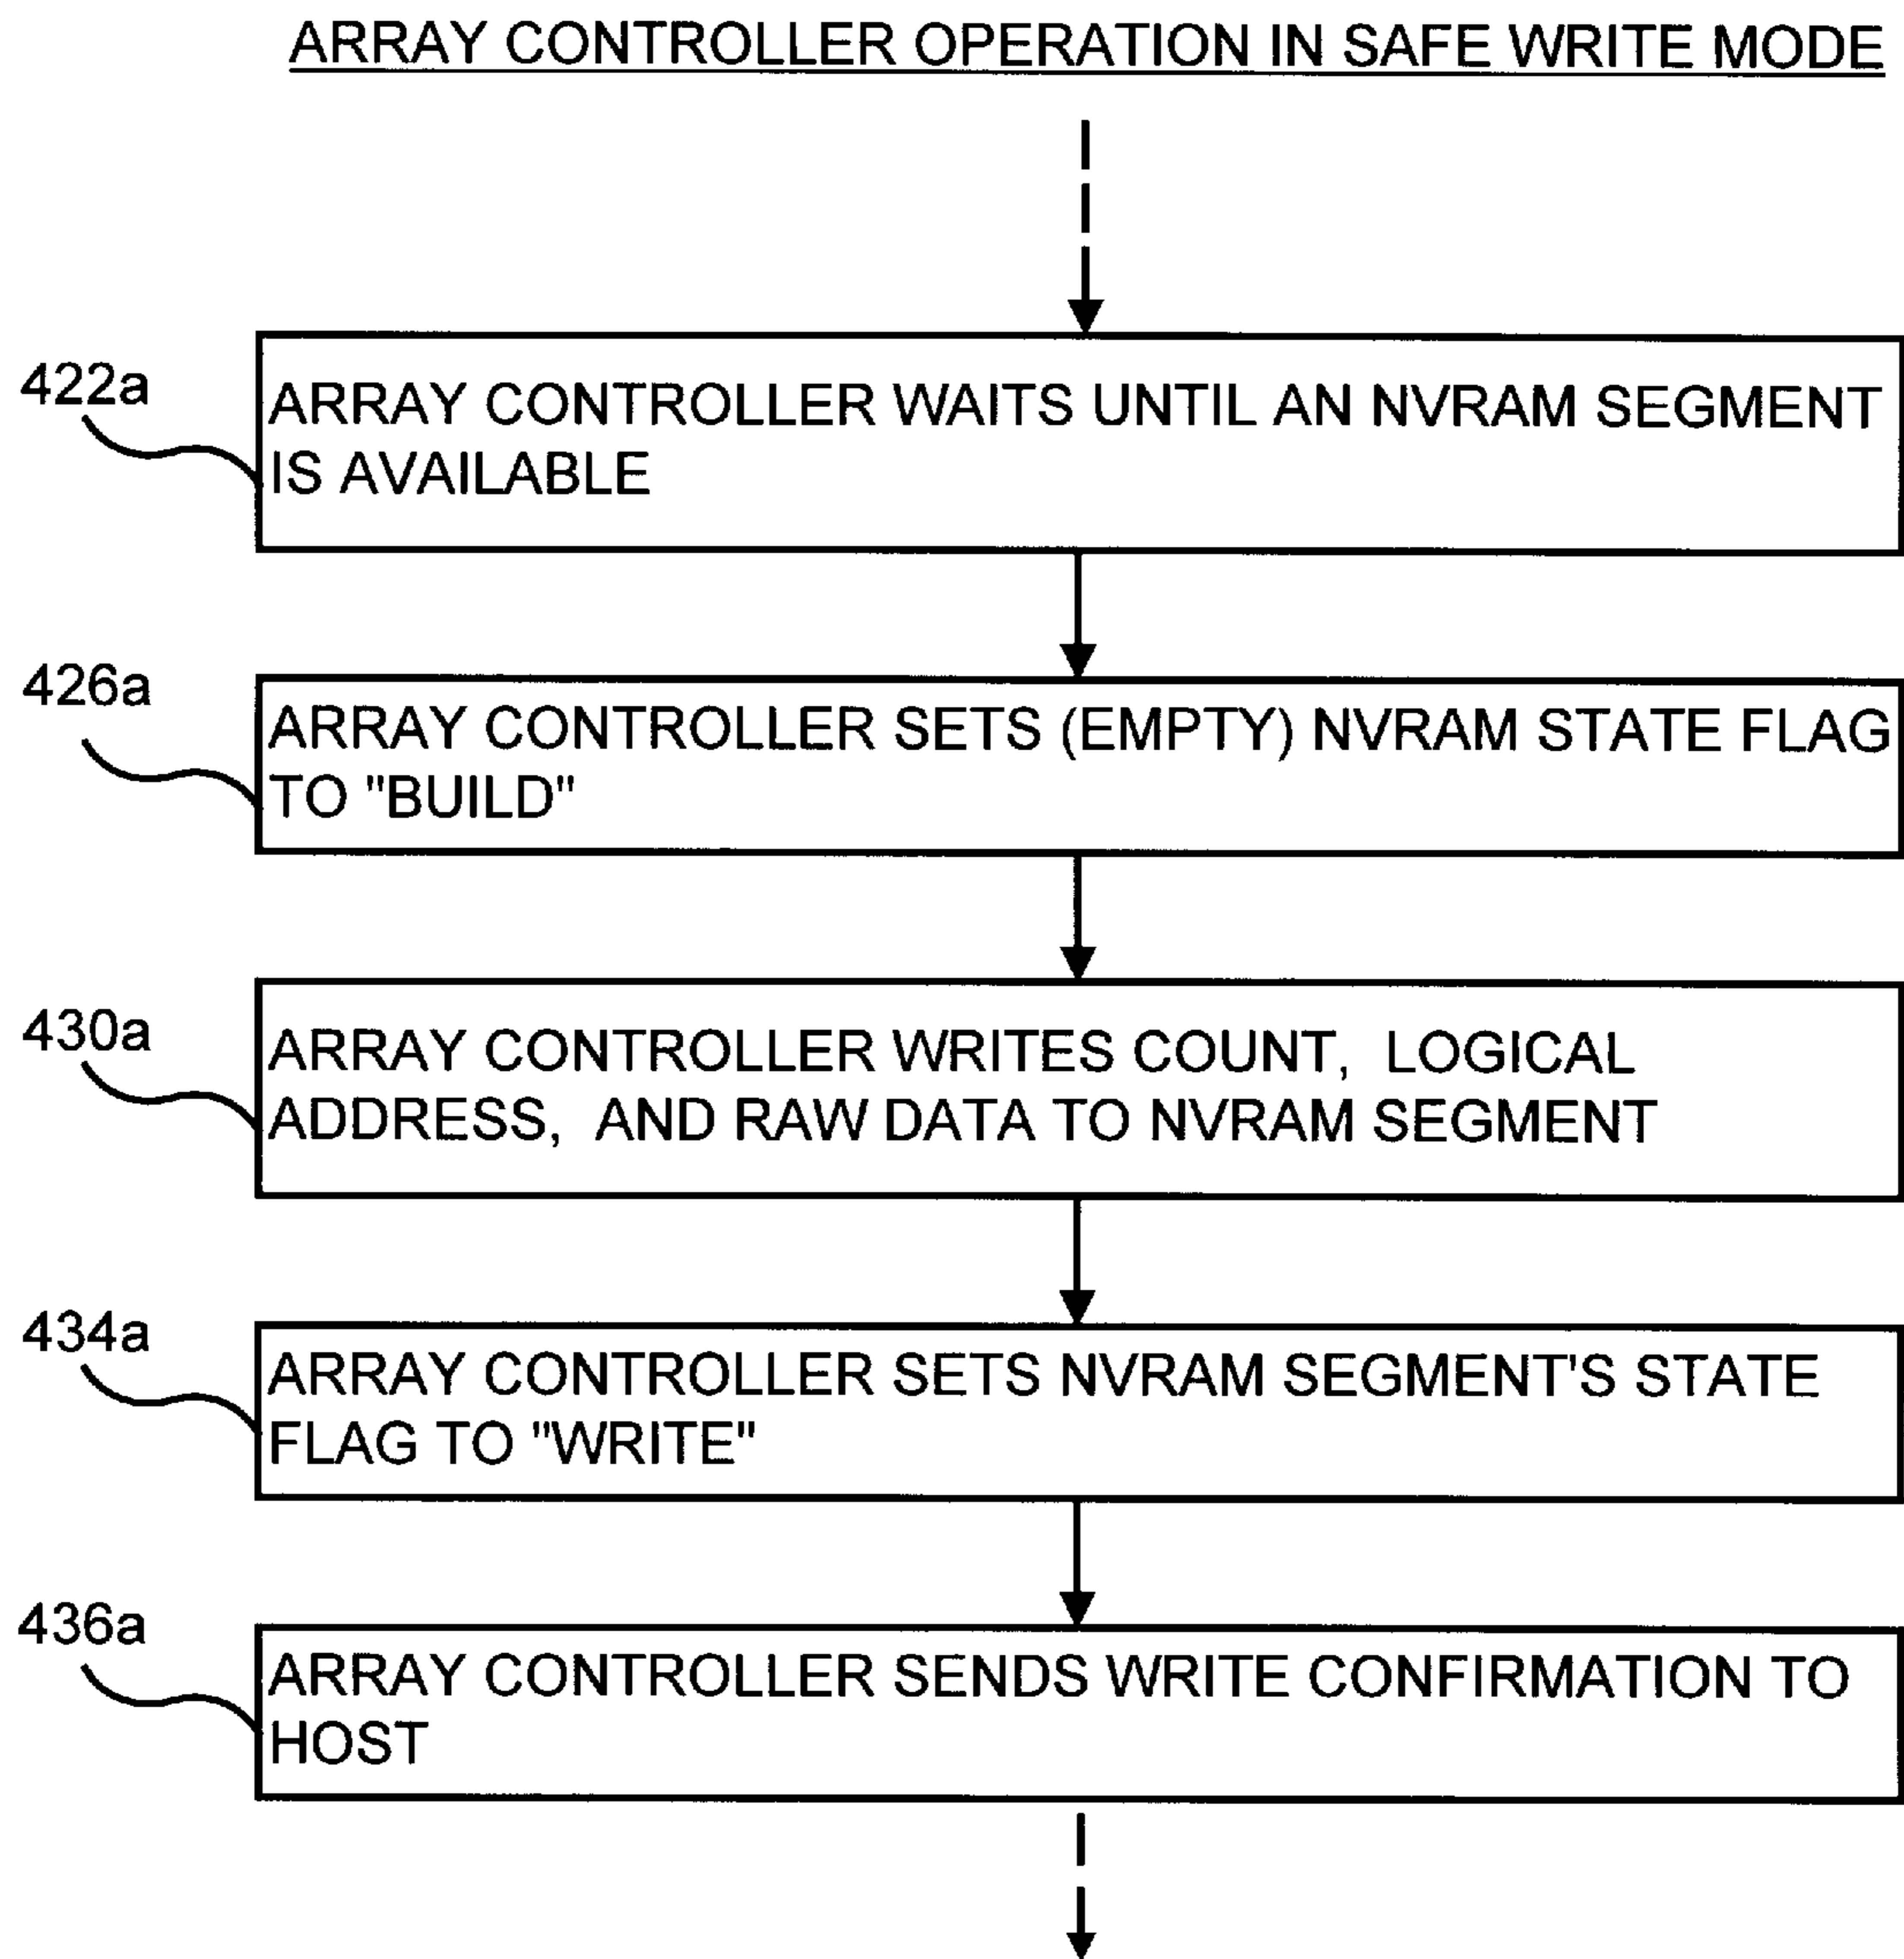 ARRAY CONTROLLER OPERATION IN SAFE WRITE MODE
422a
ARRAY CONTROLLER WAITS UNTIL AN NVRAM SEGMENT
IS AVAILABLE
426a
ARRAY CONTROLLER SETS (EMPTY) NVRAM STATE FLAG
TO "BUILD"
430a
ARRAY CONTROLLER WRITES COUNT, LOGICAL
ADDRESS, AND RAW DATA TO NVRAM SEGMENT
434a
ARRAY CONTROLLER SETS NVRAM SEGMENT'S STATE
FLAG TO "WRITE"
436a
ARRAY CONTROLLER SENDS WRITE CONFIRMATION TO
HOST